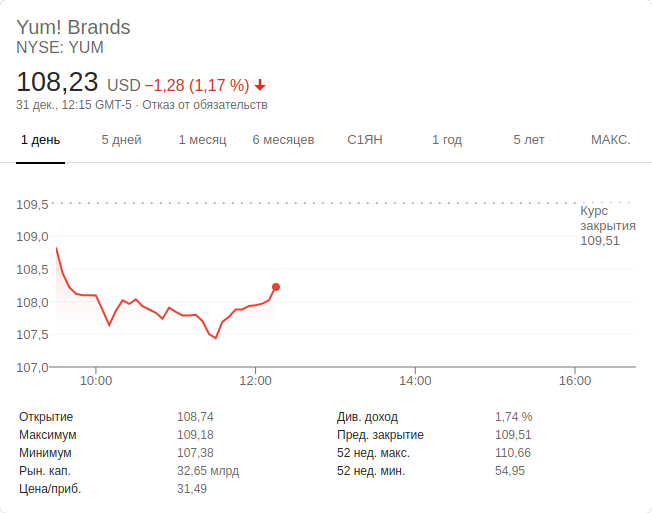 Yum! Brands
NYSE: YUM
108,23 USD −1,28 (1,17 %)
31 дек., 12:15 GMT-5 · Отказ от обязательств
1 день 5 дней 1 месяц 6 месяцев С1ЯН 1 год 5 лет МАКС.
109,5
Курс
закрытия
109,51
109,0
108,5
108,0
107,5
107,0
10:00 12:00 14:00 16:00
Открытие 108,74 Див. доход 1,74 %
Максимум 109,18 Пред. закрытие 109,51
Минимум 107,38 52 нед. макс. 110,66
Рын. кап. 32,65 млрд 52 нед. мин. 54,95
Цена/приб. 31,49